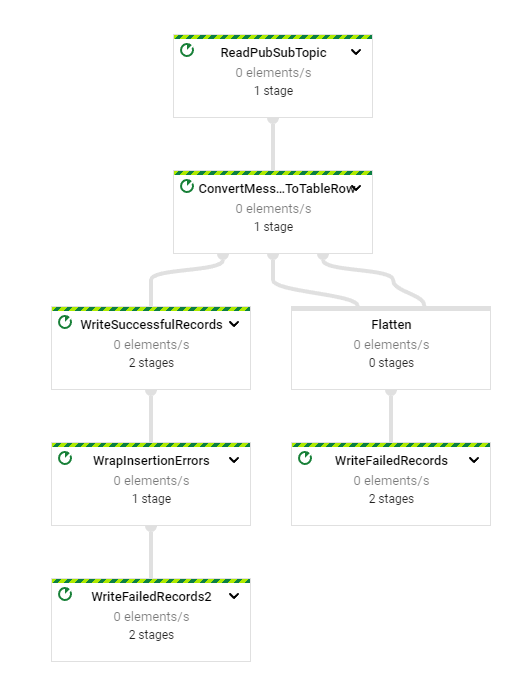 ReadPubSubTopic
0 elements/s
1 stage
ConvertMess...ToTableRow
0 elements/s
1 stage
WriteSuccessfulRecords
0 elements/s
2 stages
Flatten
0 elements/s
0 stages
WrapInsertionErrors
0 elements/s
1 stage
WriteFailedRecords
0 elements/s
2 stages
WriteFailedRecords2
0 elements/s
2 stages